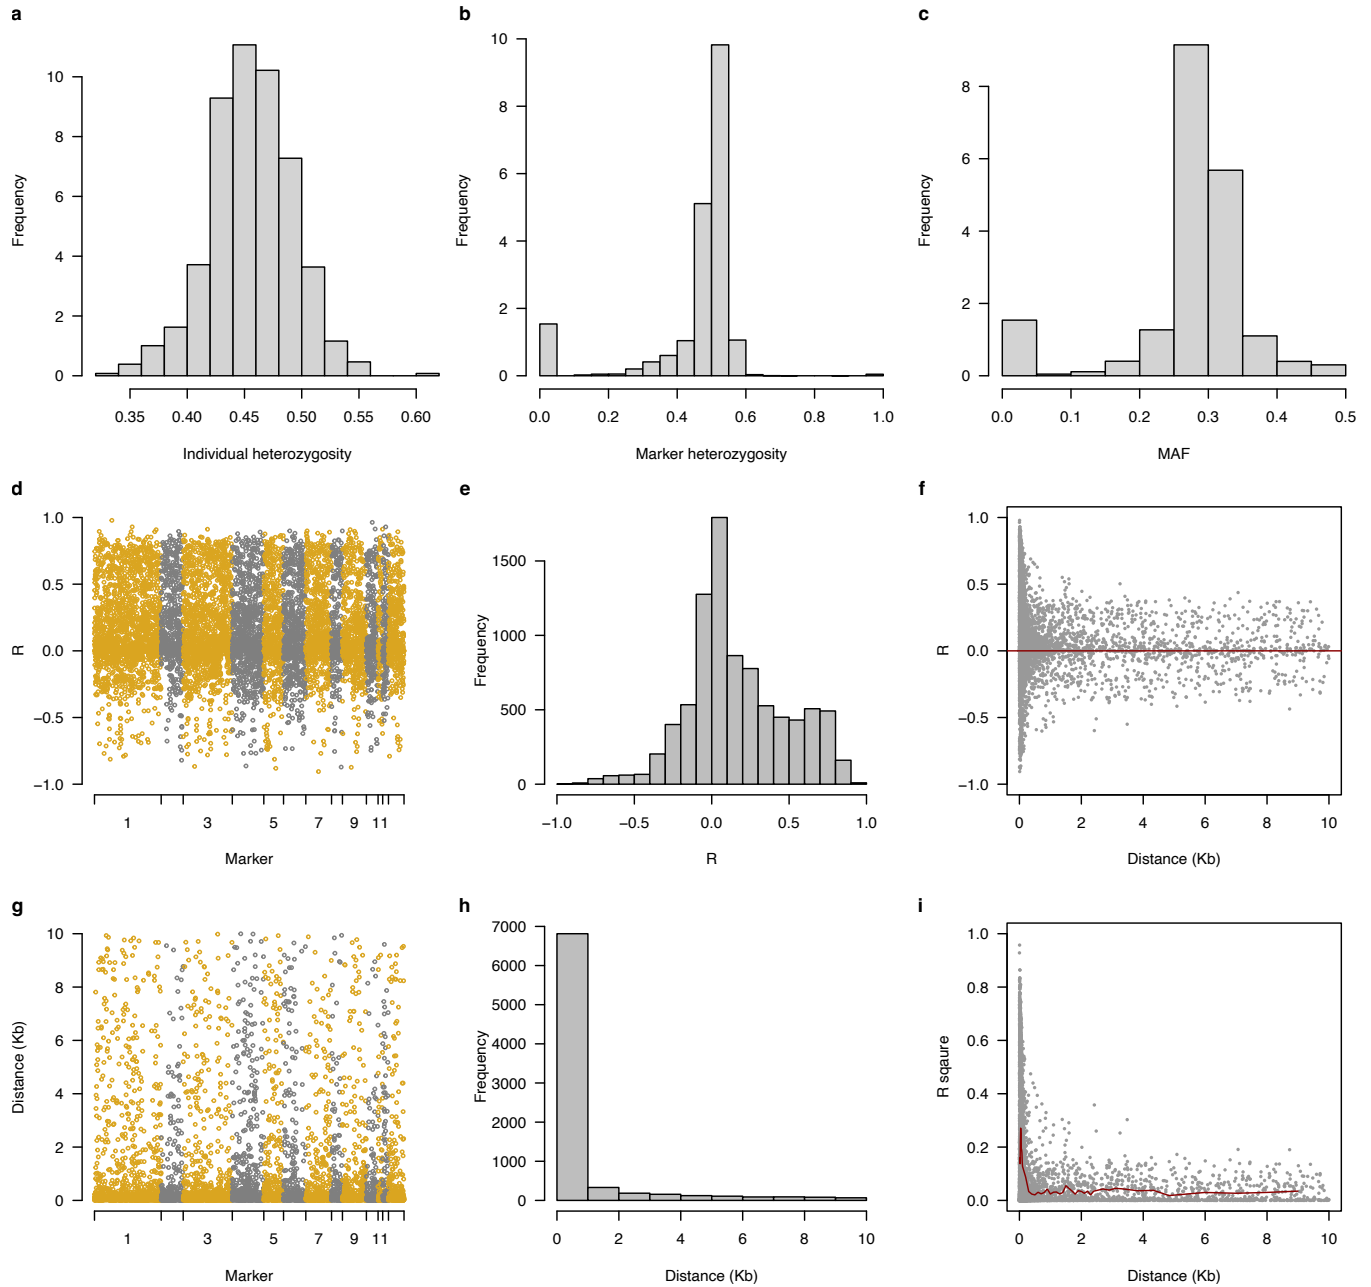 a
10
8
6
4
2
0
Frequency
0.35 0.40 0.45 0.50 0.55 0.60
Individual heterozygosity
b
10
8
6
4
2
0
Frequency
0.0 0.2 0.4 0.6 0.8 1.0
Marker heterozygosity
c
8
6
4
2
0
Frequency
0.0 0.1 0.2 0.3 0.4 0.5
MAF
d
1.0
0.5
0.0
−0.5
−1.0
R
1 3 5 7 9 11
Marker
e
1500
1000
500
0
Frequency
−1.0 −0.5 0.0 0.5 1.0
R
f
1.0
0.5
0.0
−0.5
−1.0
R
0 2 4 6 8 10
Distance (Kb)
g
10
8
6
4
2
0
Distance (Kb)
1 3 5 7 9 11
Marker
h
7000
6000
5000
4000
3000
2000
1000
0
Frequency
0 2 4 6 8 10
Distance (Kb)
i
1.0
0.8
0.6
0.4
0.2
0.0
R sqaure
0 2 4 6 8 10
Distance (Kb)